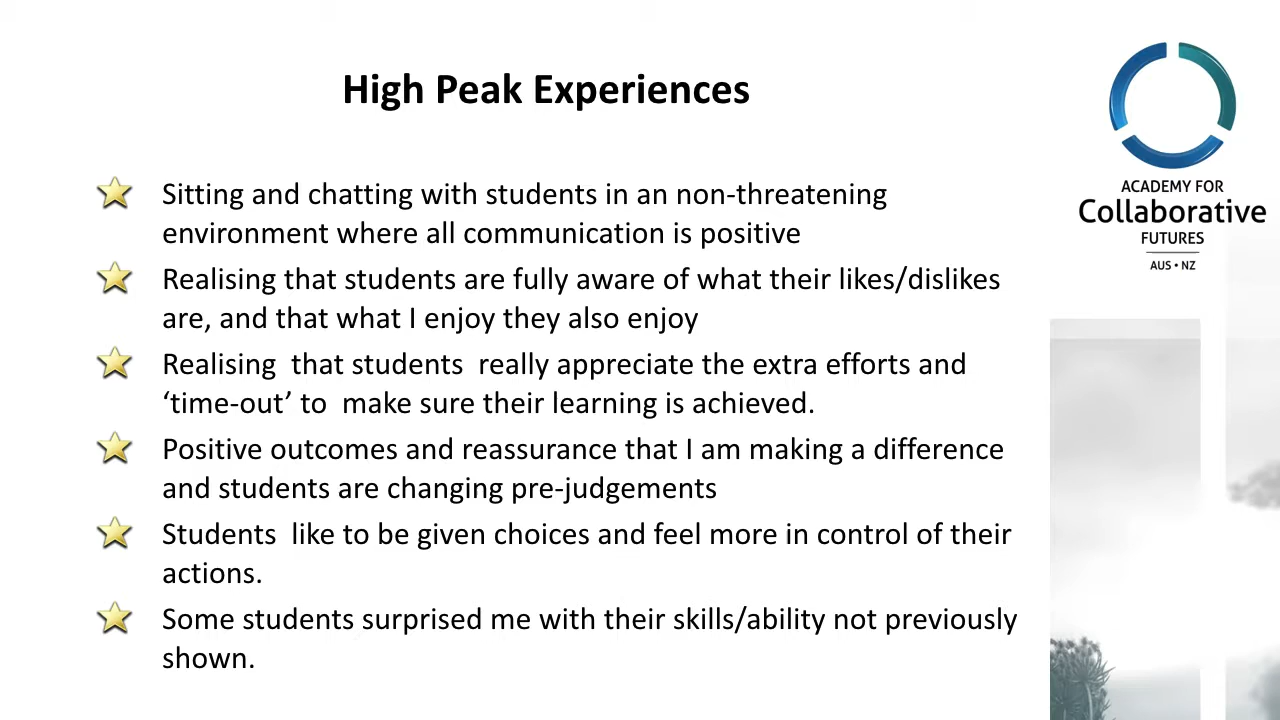 High Peak Experiences
Sitting and chatting with students in an non-threatening
environment where all communication is positive
Realising that students are fully aware of what their likes/dislikes
are, and that what I enjoy they also enjoy
Realising  that students  really appreciate the extra efforts and
‘time-out’ to  make sure their learning is achieved.
Positive outcomes and reassurance that I am making a difference
and students are changing pre-judgements
Students  like to be given choices and feel more in control of their
actions.
Some students surprised me with their skills/ability not previously
shown.
ACADEMY FOR
Collaborative
FUTURES
AUS • NZ